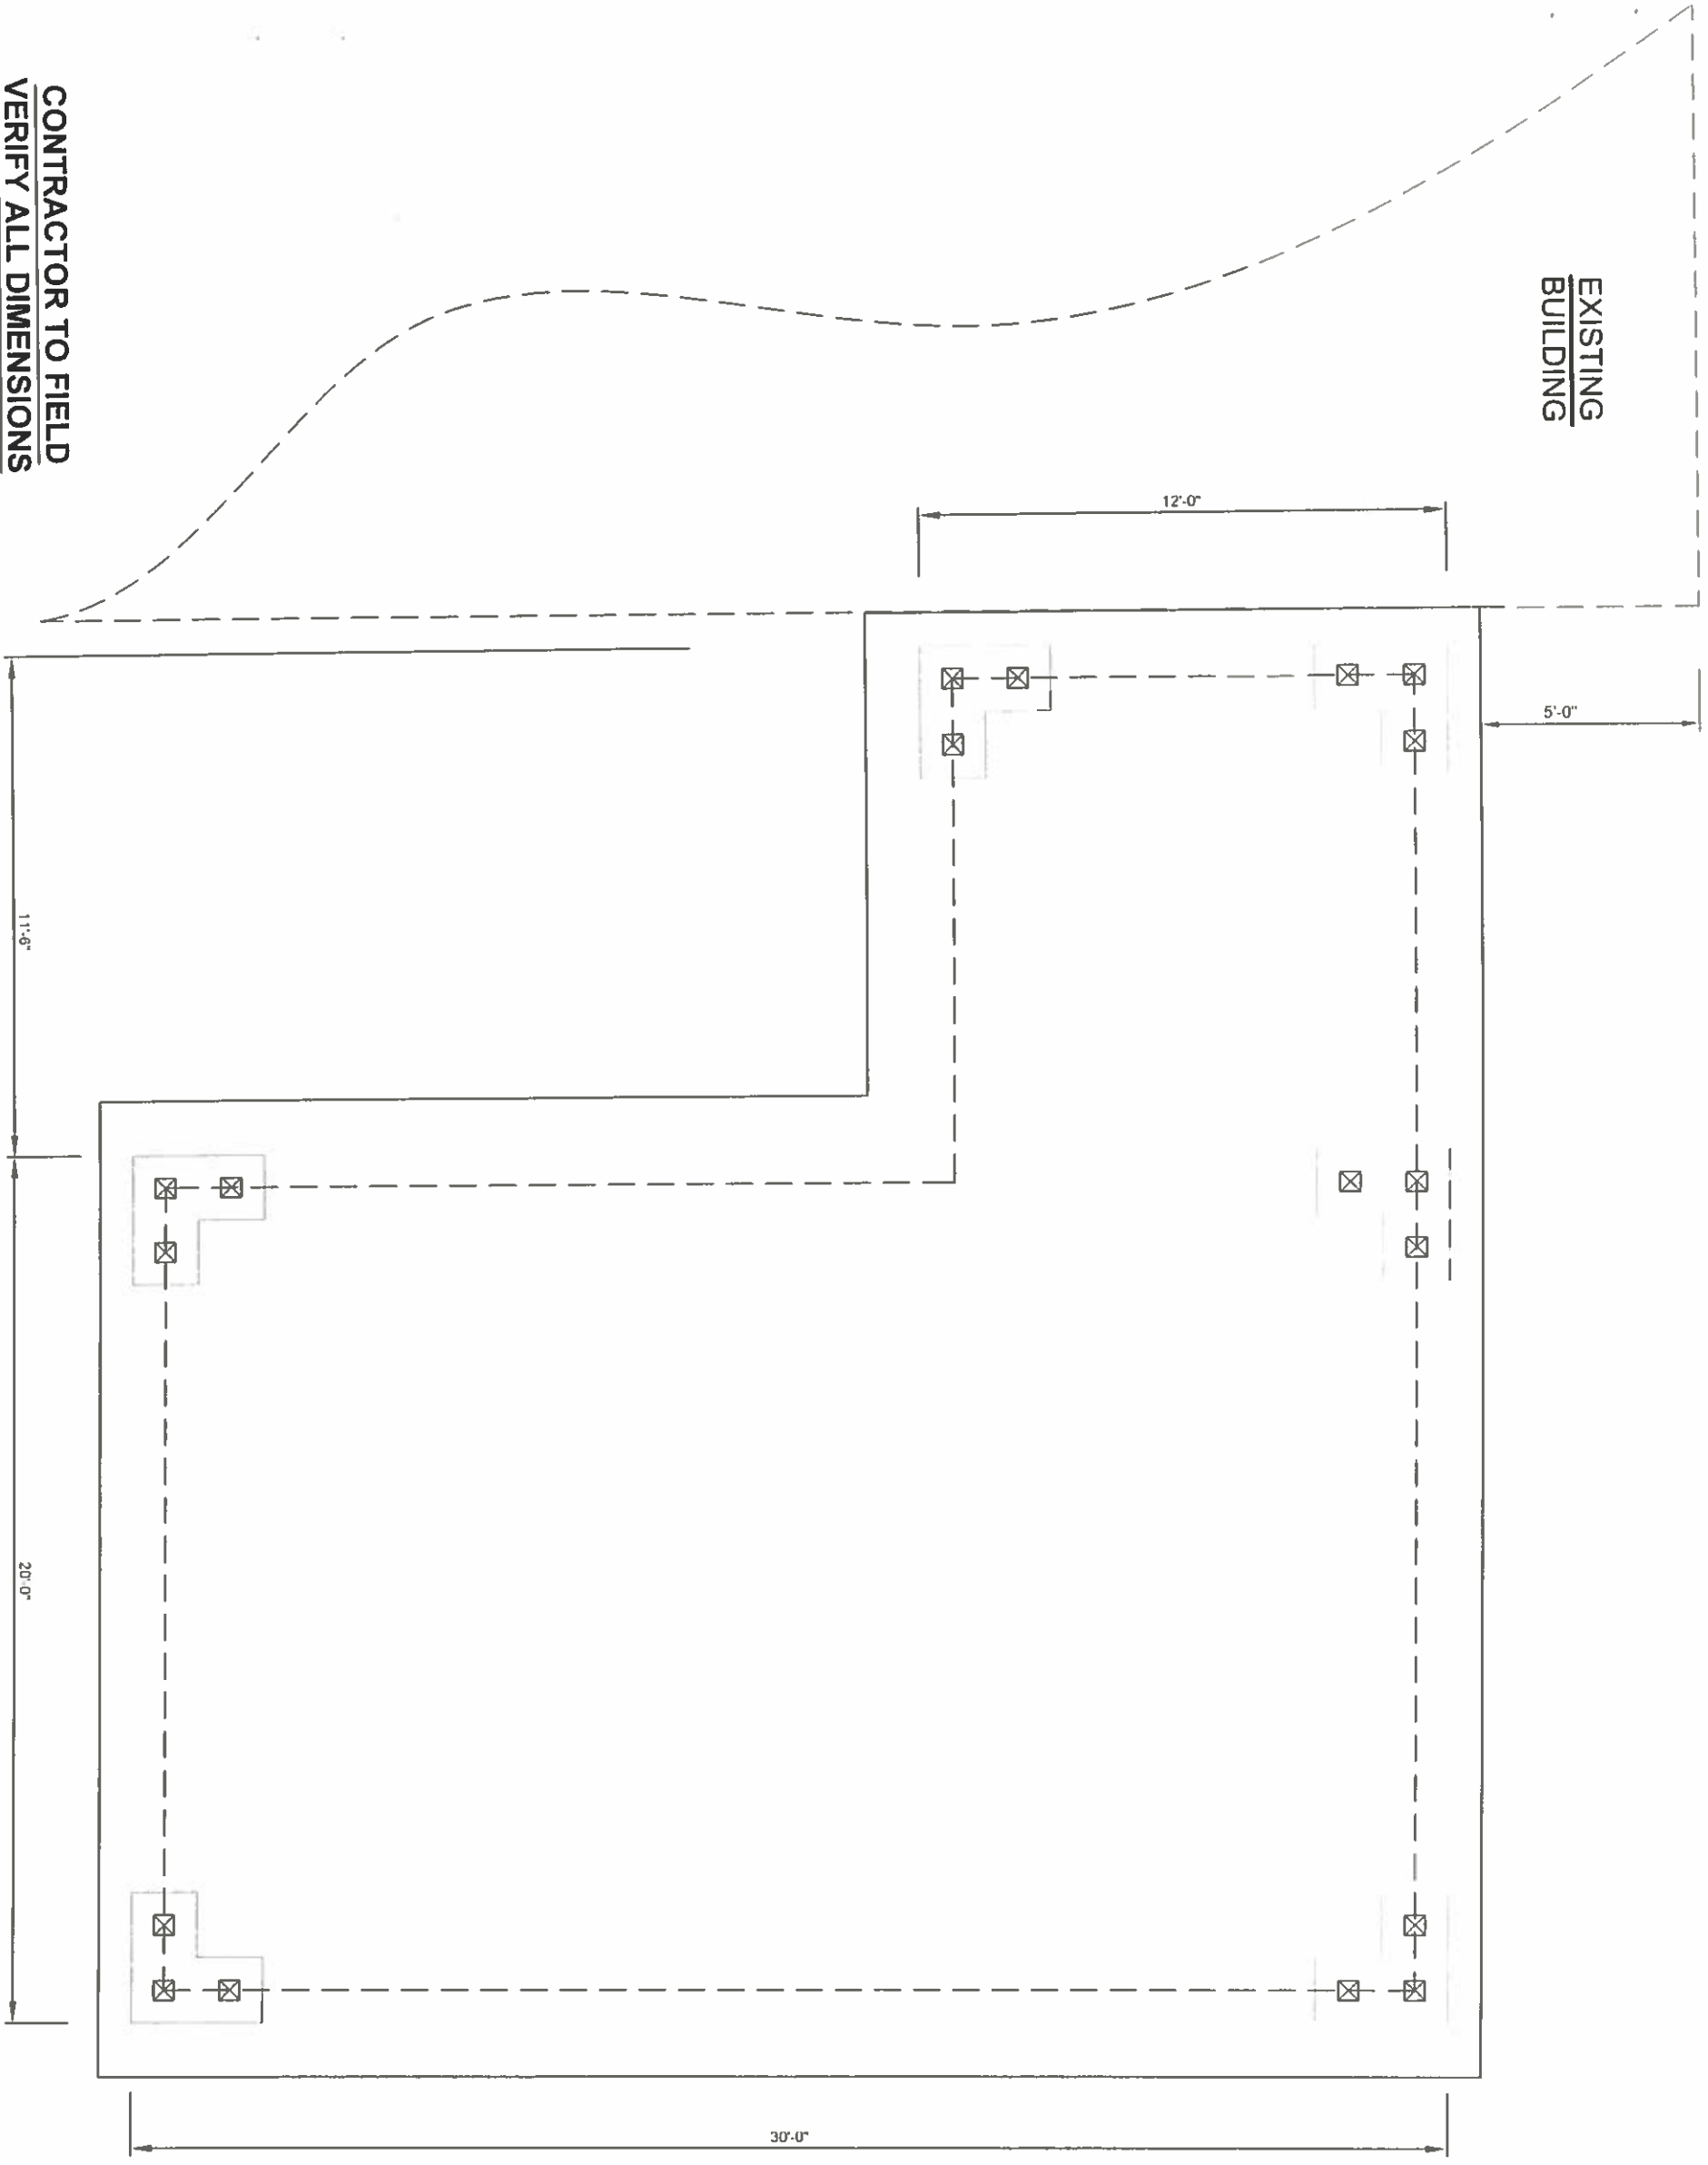 EXISTING
BUILDING
CONTRACTOR TO FIELD
VERIFY ALL DIMENSIONS
12'-0"
5'-0"
11'-6"
20'-0"
30'-0"